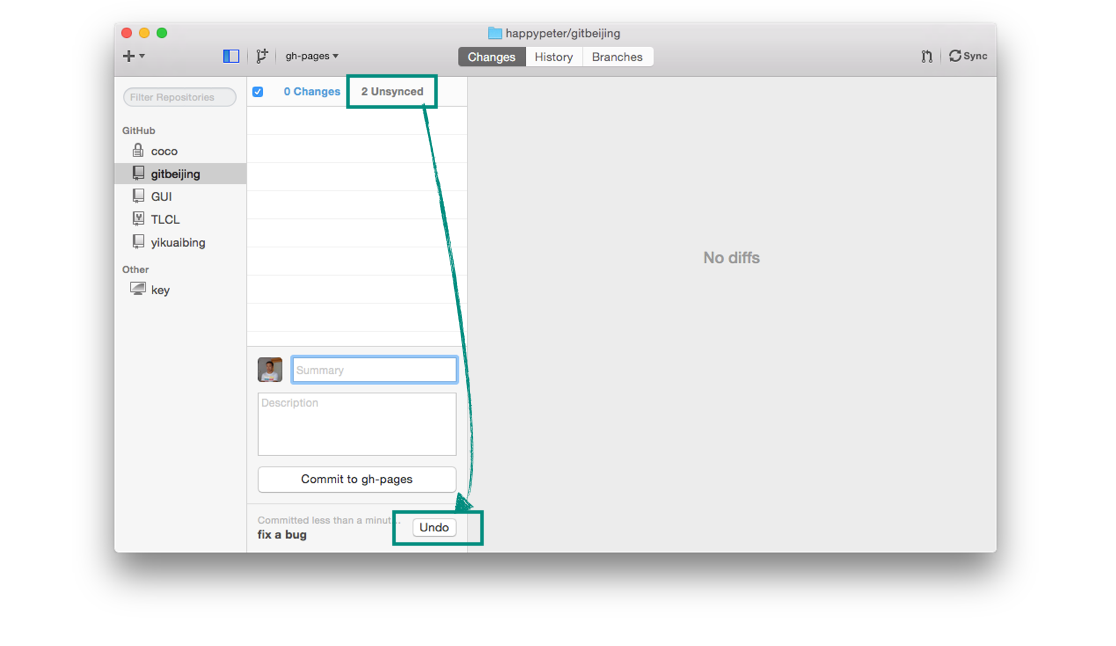 happypeter/gitbeijing
gh-pages
Changes
History
Branches
Sync
Filter Repositories
GitHub
coco
gitbeijing
GUI
TLCL
yikuaibing
Other
key
0 Changes
2 Unsynced
No diffs
Summary
Description
Commit to gh-pages
Committed less than a minut...
fix a bug
Undo